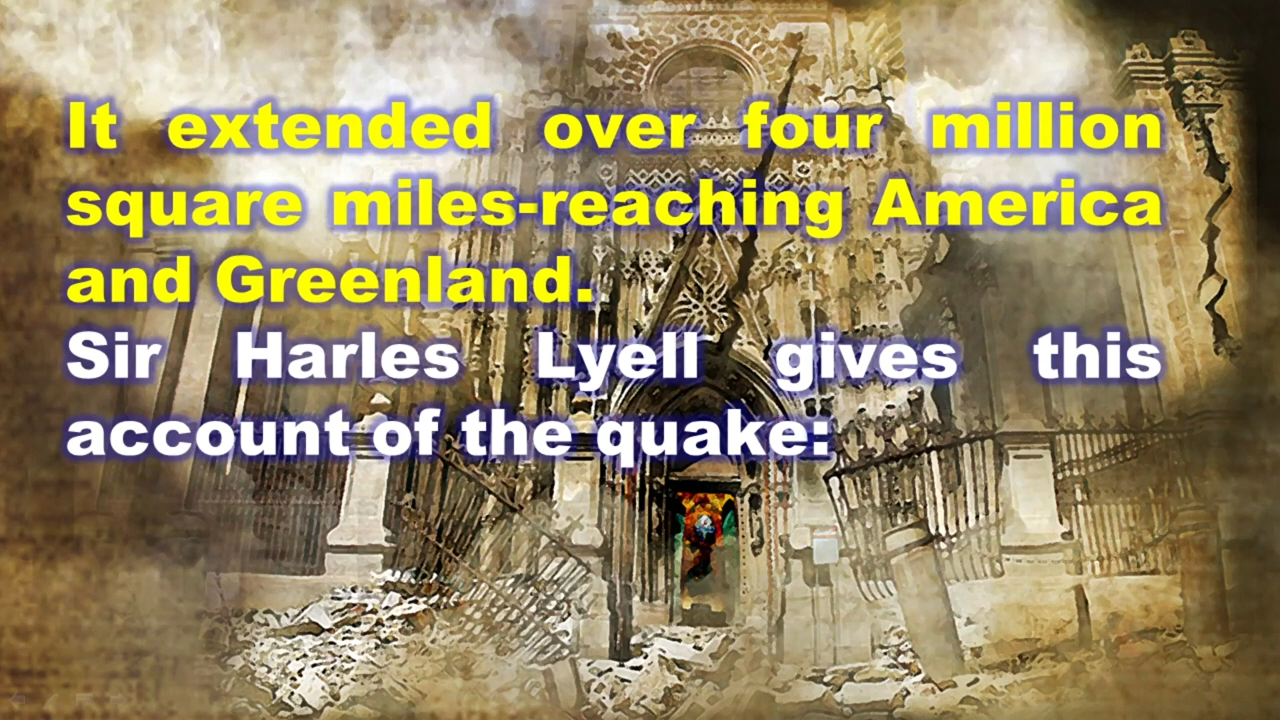 It extended over four million
square miles-reaching America
and Greenland.
Sir Harles Lyell gives this
account of the quake: